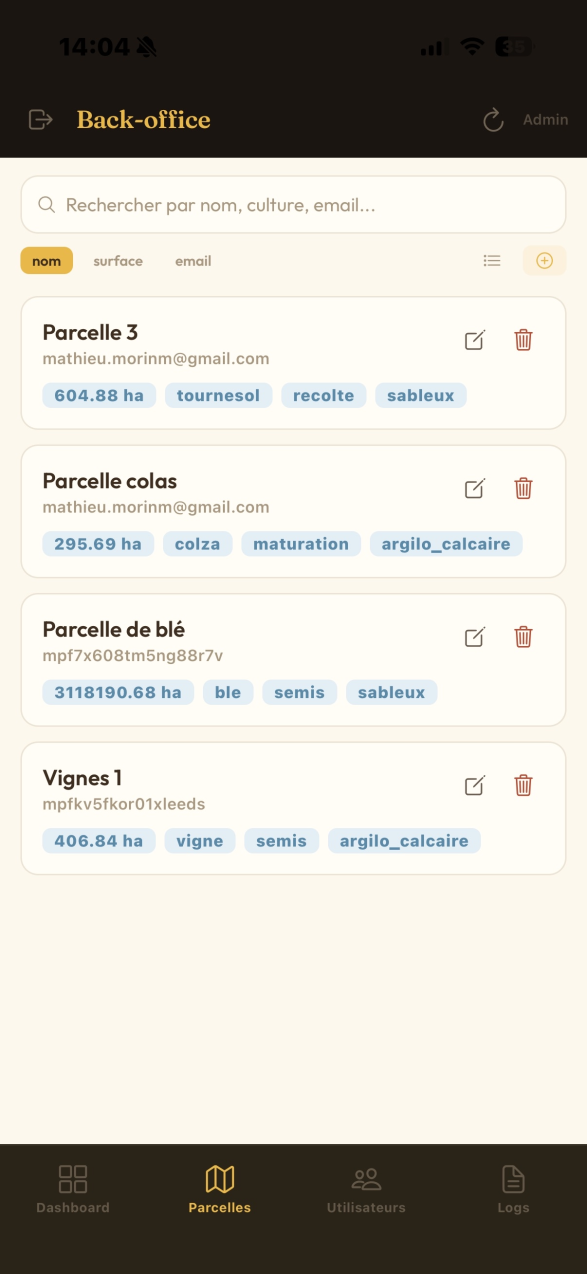 14:04 35
Back-office Admin
Rechercher par nom, culture, email...
nom surface email
Parcelle 3
mathieu.morinm@gmail.com
604.88 ha tournesol recolte sableux
Parcelle colas
mathieu.morinm@gmail.com
295.69 ha colza maturation argilo_calcaire
Parcelle de blé
mpf7x608tm5ng88r7v
3118190.68 ha ble semis sableux
Vignes 1
mpfkv5fkor01xleeds
406.84 ha vigne semis argilo_calcaire
Dashboard Parcelles Utilisateurs Logs